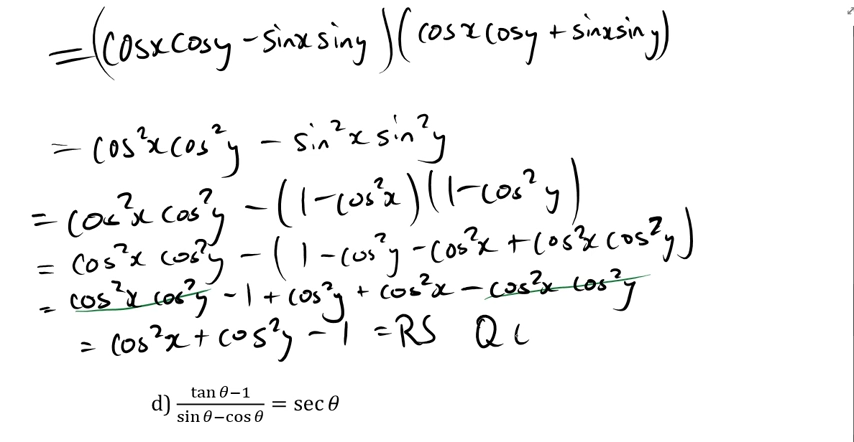 =(cosx cosy - sinx siny)(cosx cosy + sinx siny)
= cos²x cos²y - sin²x sin²y
= cos²x cos²y - (1-cos²x)(1-cos²y)
= cos²x cos²y - (1 - cos²y - cos²x + cos²x cos²y)
= cos²x cos²y - 1 + cos²y + cos²x - cos²x cos²y
= cos²x + cos²y - 1 = RS Q (
d) \frac{\tan θ - 1}{\sin θ - \cos θ} = sec θ